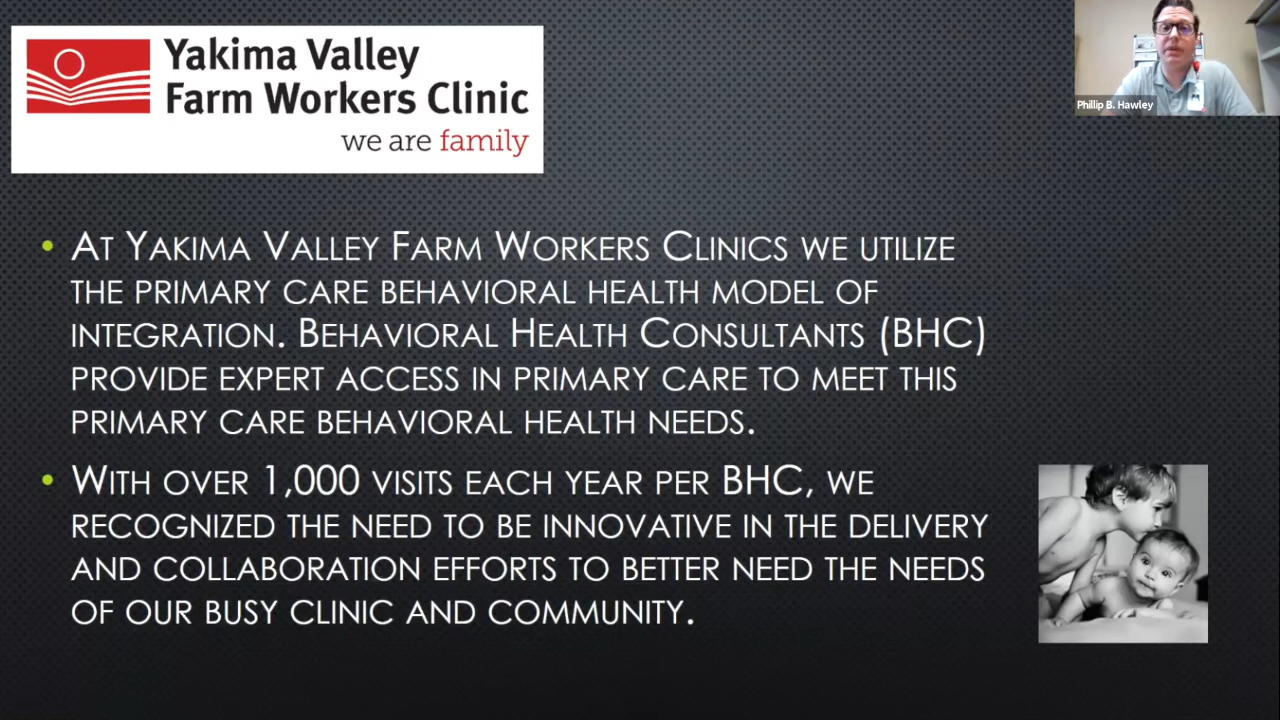 Yakima Valley
Farm Workers Clinic
we are family
Phillip B. Hawley
• At Yakima Valley Farm Workers Clinics we utilize
the primary care behavioral health model of
integration. Behavioral Health Consultants (BHC)
provide expert access in primary care to meet this
primary care behavioral health needs.
• With over 1,000 visits each year per BHC, we
recognized the need to be innovative in the delivery
and collaboration efforts to better need the needs
of our busy clinic and community.